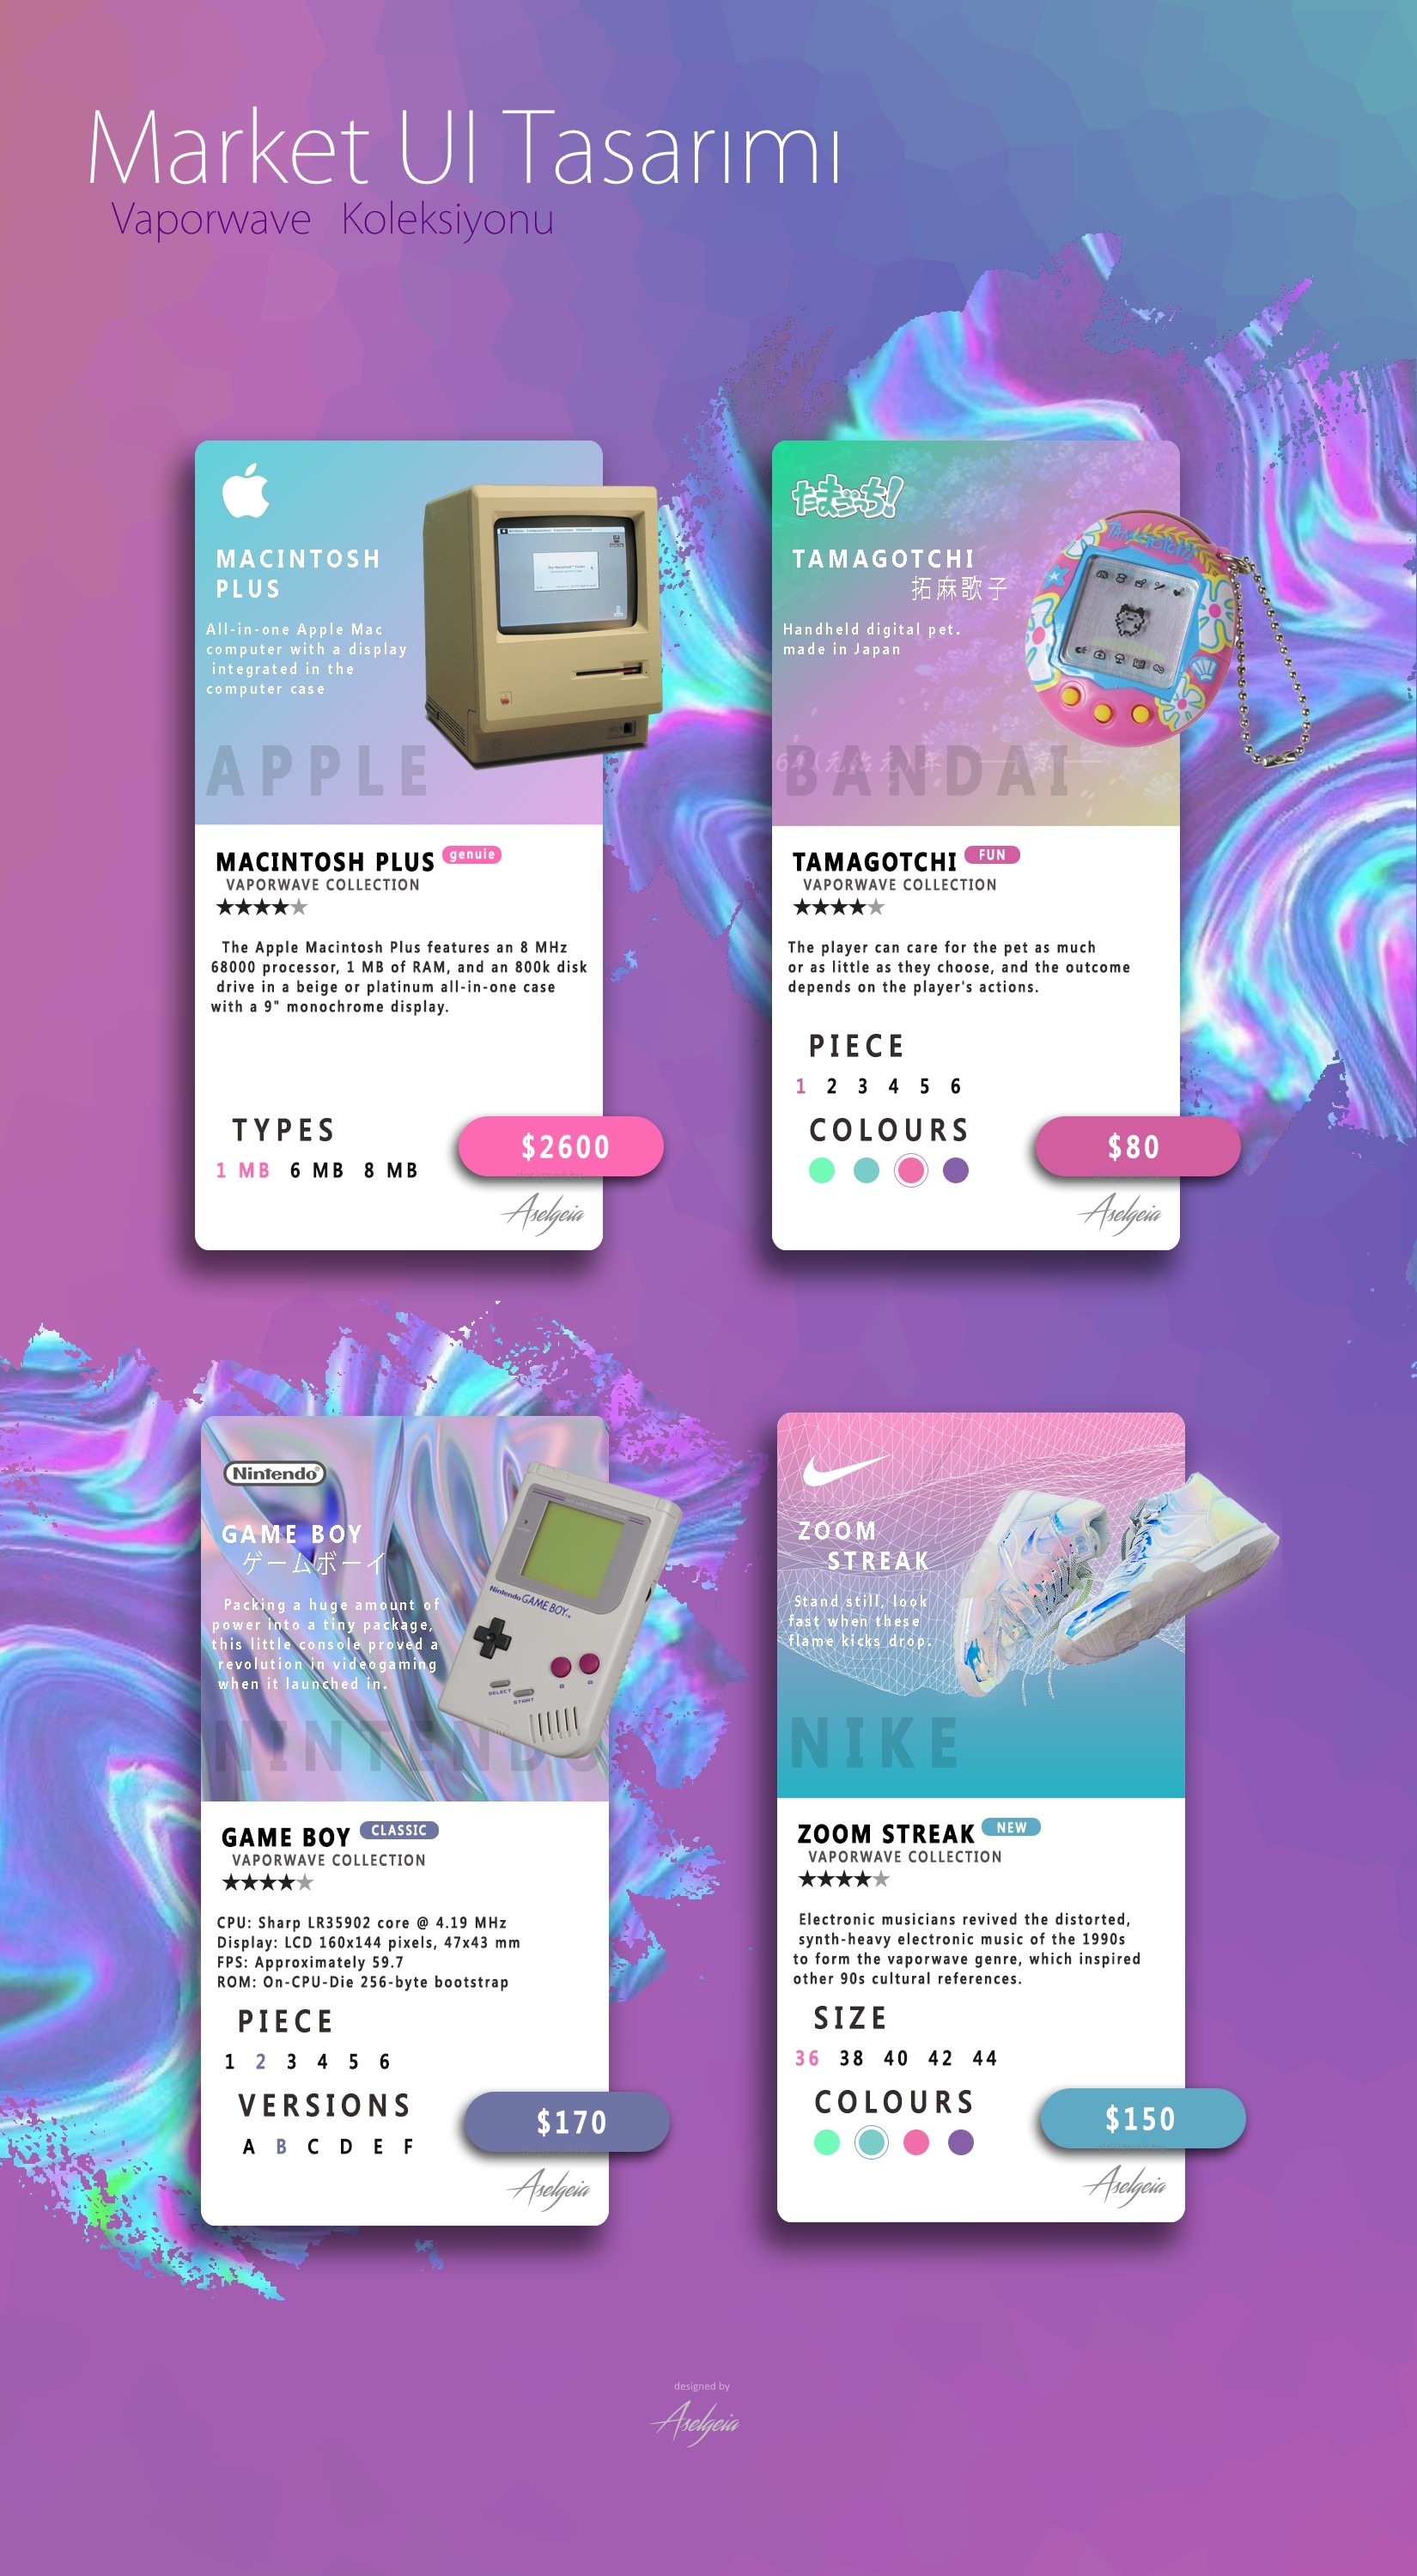 Market UI Tasarımı
Vaporwave Koleksiyonu
MACINTOSH
PLUS
All-in-one Apple Mac
computer with a display
integrated in the
computer case
APPLE
MACINTOSH PLUS genuie
VAPORWAVE COLLECTION
The Apple Macintosh Plus features an 8 MHz
68000 processor, 1 MB of RAM, and an 800k disk
drive in a beige or platinum all-in-one case
with a 9" monochrome display.
TYPES
1 MB 6 MB 8 MB
$2600
designed by
Aselgeia
たまごっち!
TAMAGOTCHI
拓麻歌子
Handheld digital pet.
made in Japan
BANDAI
TAMAGOTCHI FUN
VAPORWAVE COLLECTION
The player can care for the pet as much
or as little as they choose, and the outcome
depends on the player's actions.
PIECE
1 2 3 4 5 6
COLOURS
$80
Aselgeia
Nintendo
GAME BOY
ゲームボーイ
Packing a huge amount of
power into a tiny package,
this little console proved a
revolution in videogaming
when it launched in.
Nintendo GAME BOY
SELECT
START
B A
NINTENDO
GAME BOY CLASSIC
VAPORWAVE COLLECTION
CPU: Sharp LR35902 core @ 4.19 MHz
Display: LCD 160x144 pixels, 47x43 mm
FPS: Approximately 59.7
ROM: On-CPU-Die 256-byte bootstrap
PIECE
1 2 3 4 5 6
VERSIONS
A B C D E F
$170
Aselgeia
ZOOM
STREAK
Stand still, look
fast when these
flame kicks drop.
NIKE
ZOOM STREAK NEW
VAPORWAVE COLLECTION
Electronic musicians revived the distorted,
synth-heavy electronic music of the 1990s
to form the vaporwave genre, which inspired
other 90s cultural references.
SIZE
36 38 40 42 44
COLOURS
$150
Aselgeia
designed by
Aselgeia